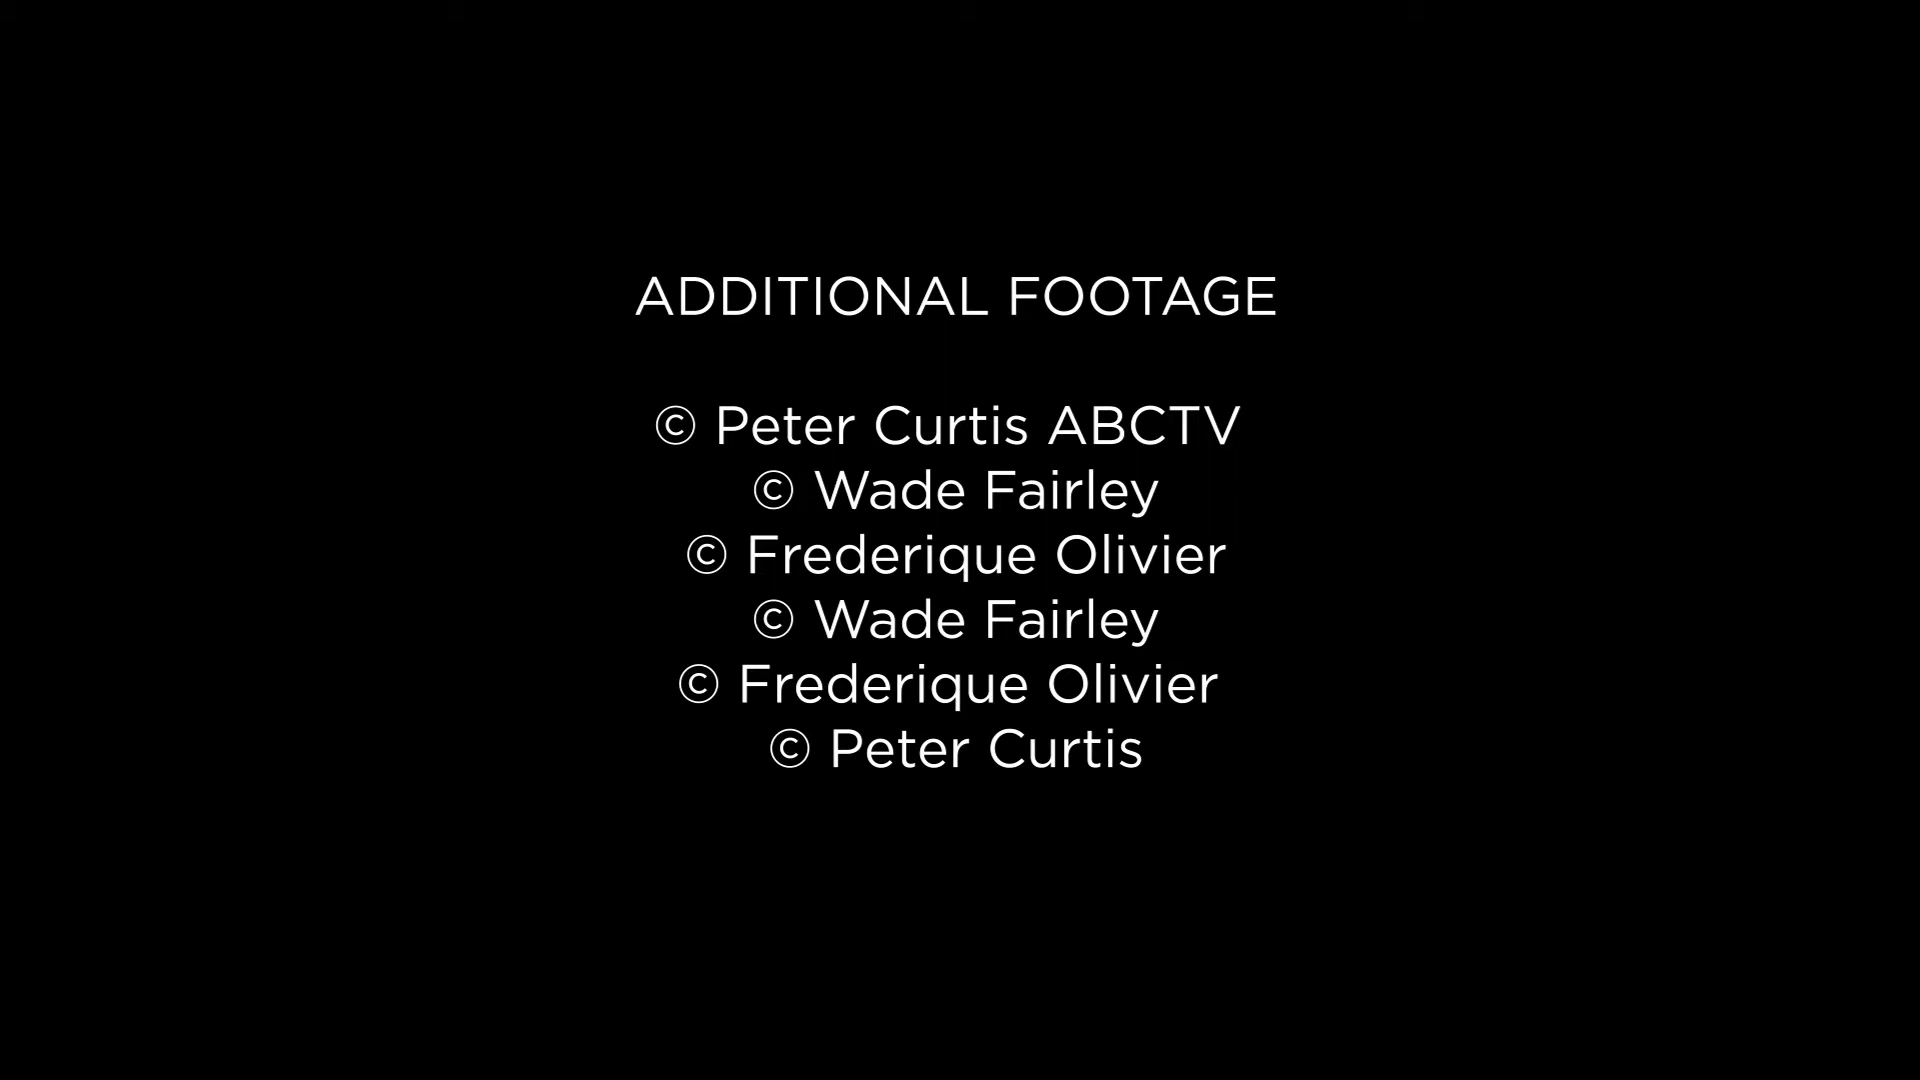 ADDITIONAL FOOTAGE
© Peter Curtis ABCTV
© Wade Fairley
© Frederique Olivier
© Wade Fairley
© Frederique Olivier
© Peter Curtis